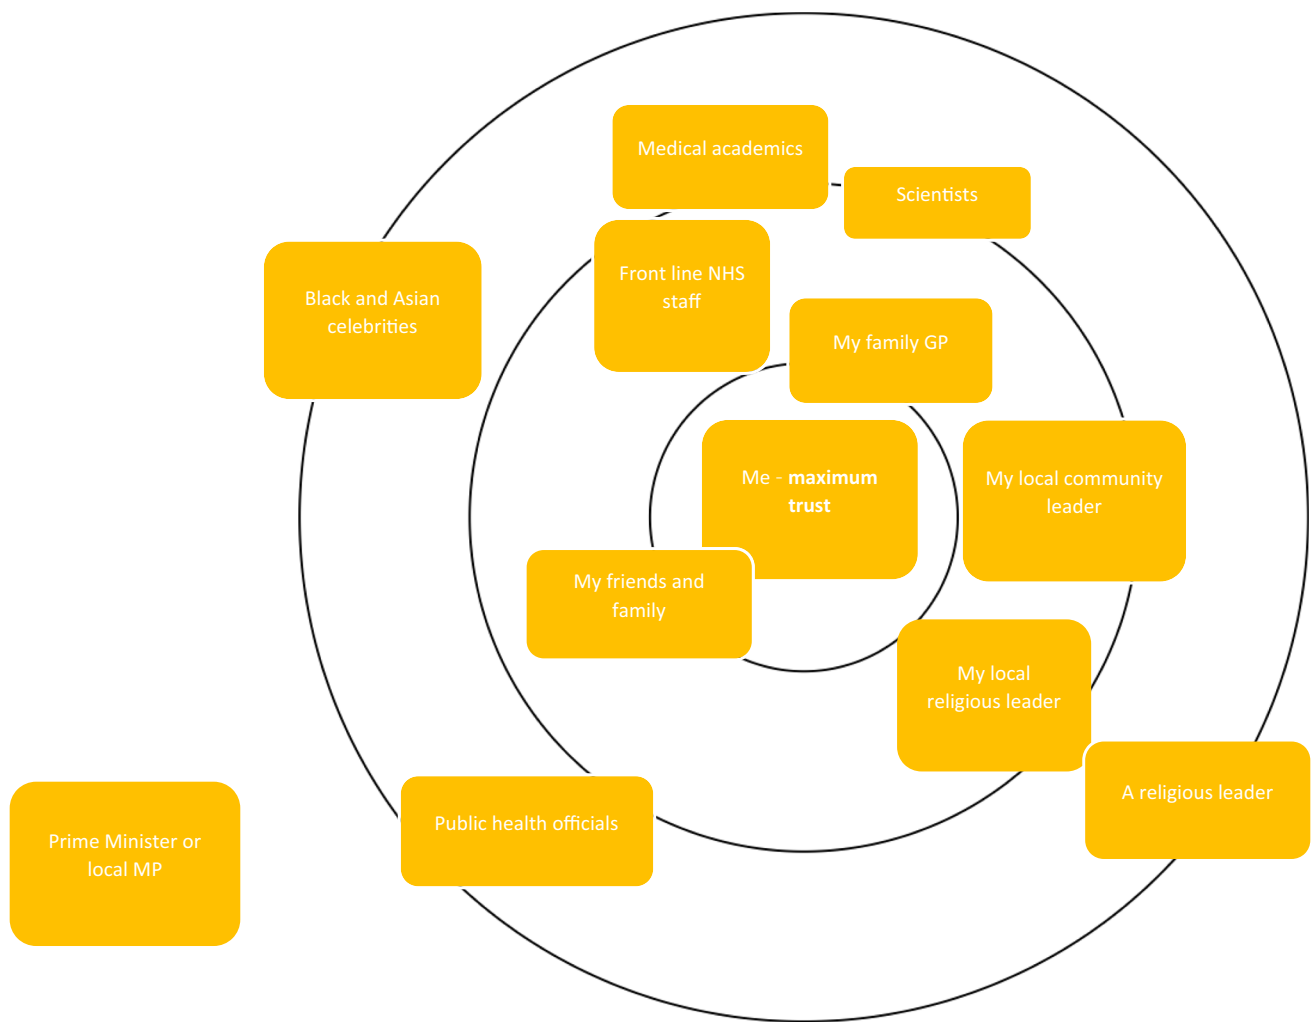 Medical academics
Scientists
Front line NHS
staff
Black and Asian
celebrities
My family GP
Me - maximum
trust
My local community
leader
My friends and
family
My local
religious leader
A religious leader
Public health officials
Prime Minister or
local MP